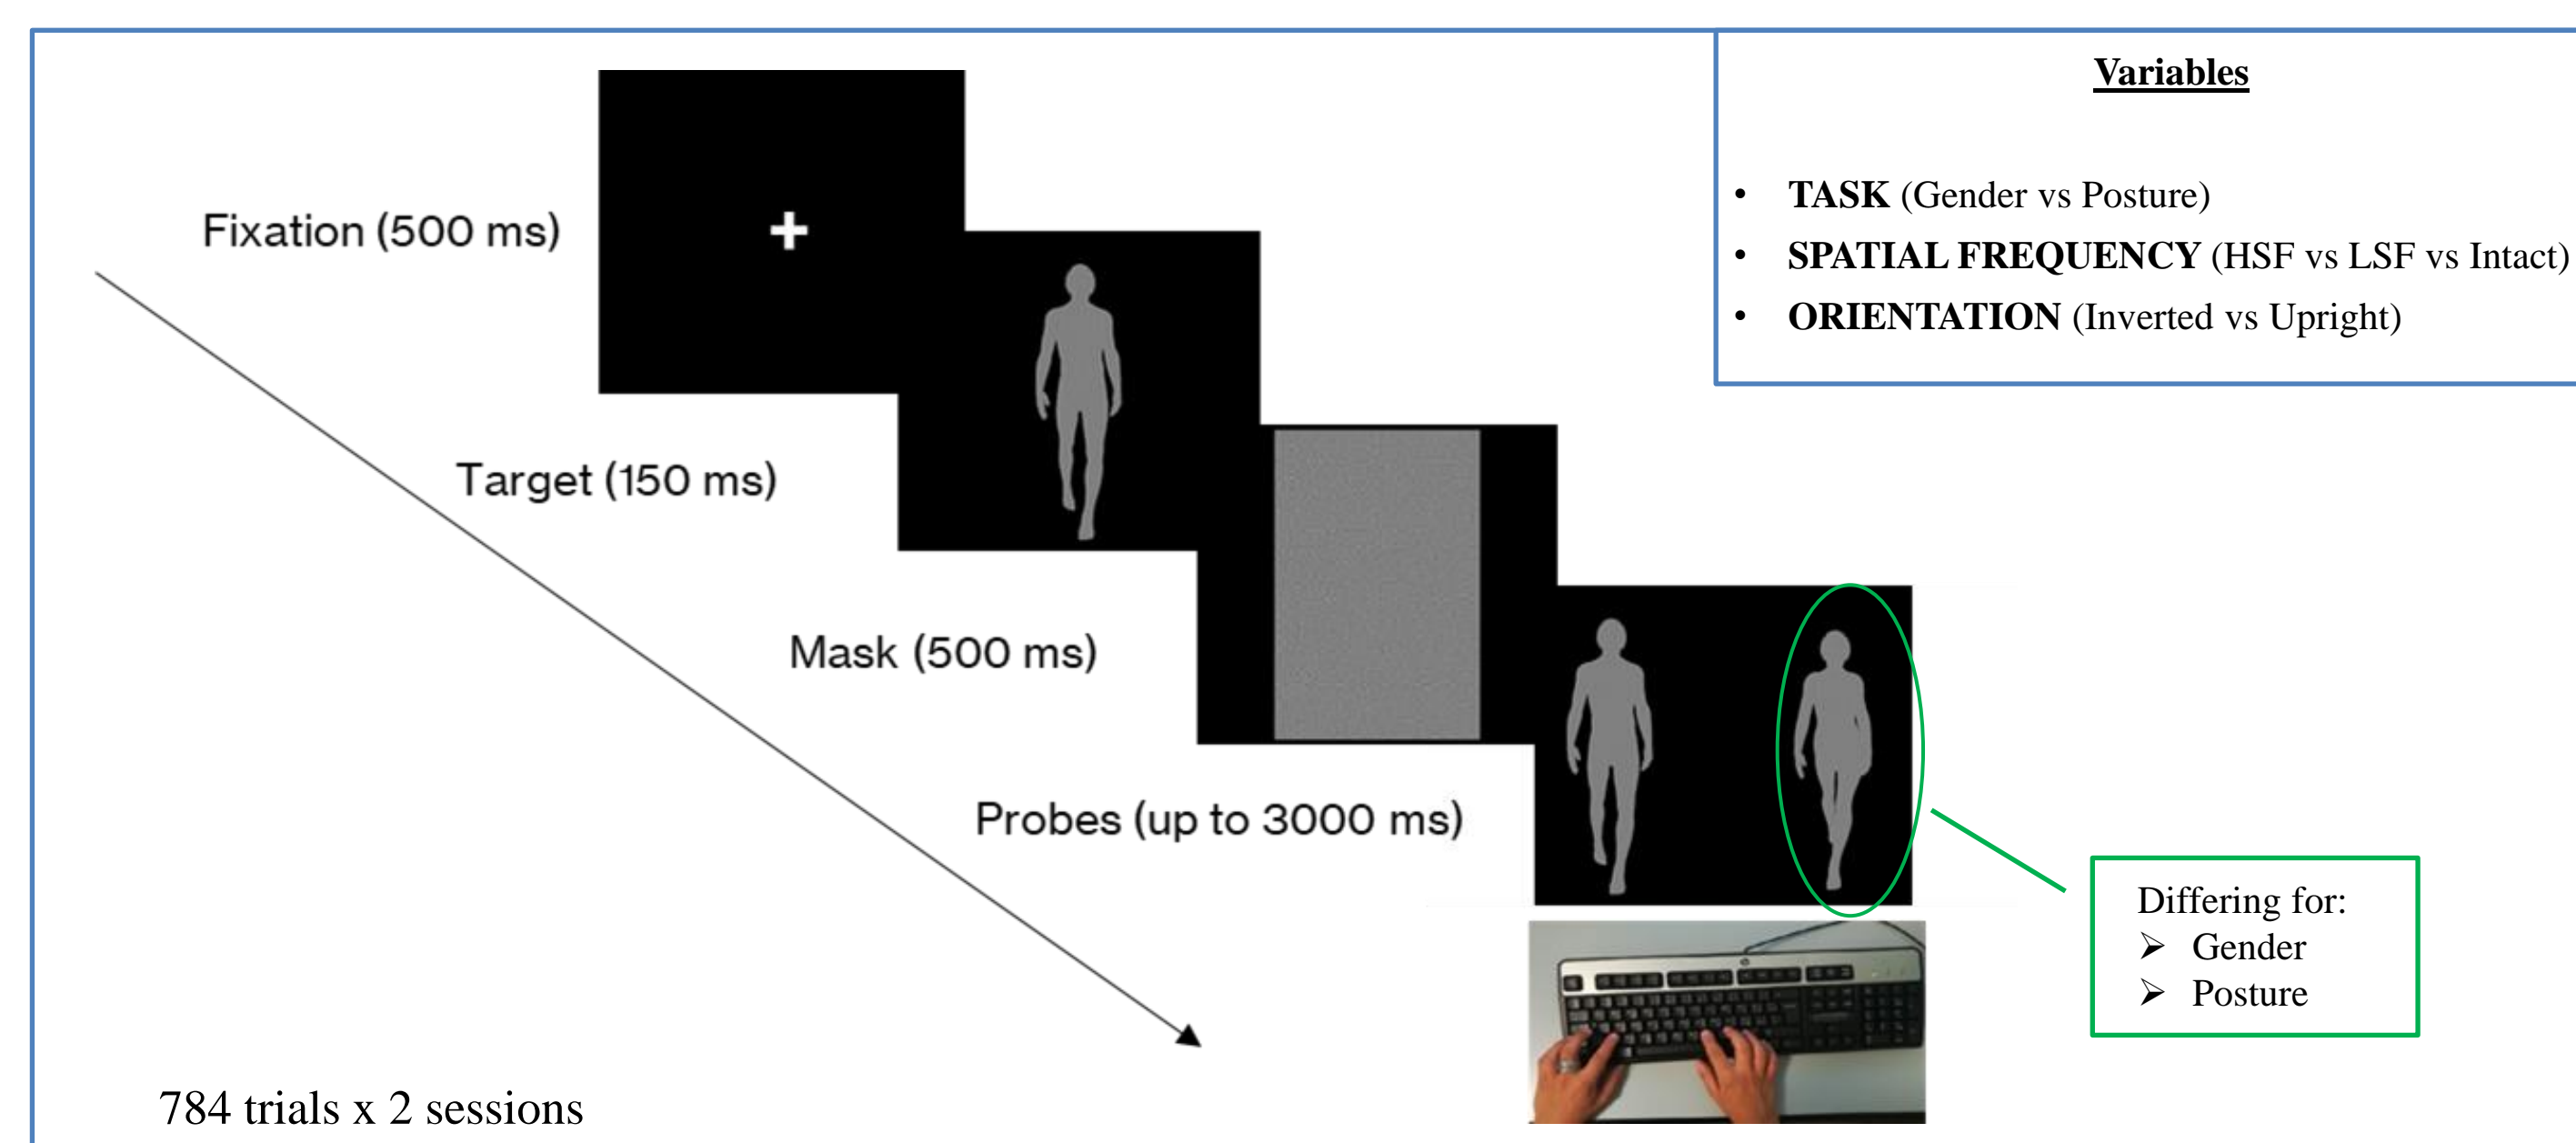 Variables
• TASK (Gender vs Posture)
• SPATIAL FREQUENCY (HSF vs LSF vs Intact)
• ORIENTATION (Inverted vs Upright)
Fixation (500 ms)
Target (150 ms)
Mask (500 ms)
Probes (up to 3000 ms)
Differing for:
➢ Gender
➢ Posture
784 trials x 2 sessions